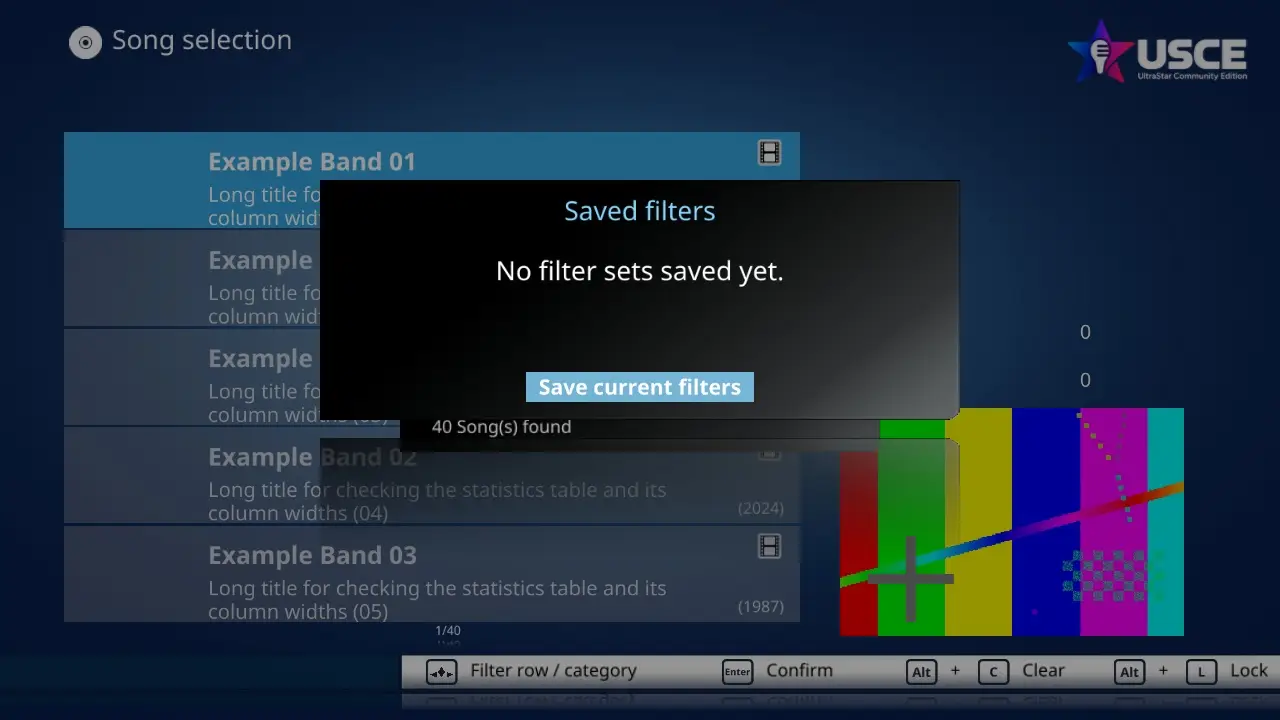 Song selection
USCE
UltraStar Community Edition
Example Band 01
Long title fo
column widt
Saved filters
No filter sets saved yet.
Save current filters
Example
Long title fo
column widt
Example
Long title fo
0
0
40 Song(s) found
Example Band 02
Long title for checking the statistics table and its
column widths (04)
(2024)
Example Band 03
Long title for checking the statistics table and its
column widths (05)
(1987)
1/40
Filter row / category
Enter
Confirm
Alt + C
Clear
Alt + L
Lock